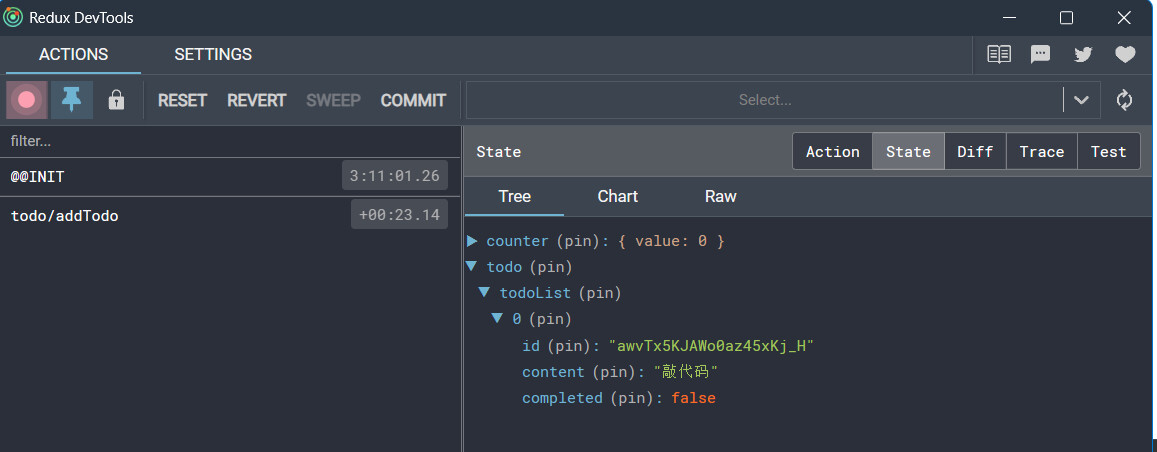 Redux DevTools
ACTIONS SETTINGS
RESET REVERT SWEEP COMMIT Select...
filter...
@@INIT 3:11:01.26
todo/addTodo +00:23.14
State Action State Diff Trace Test
Tree Chart Raw
counter (pin): { value: 0 }
todo (pin)
todoList (pin)
0 (pin)
id (pin): "awvTx5KJAWo0az45xKj_H"
content (pin): "敲代码"
completed (pin): false